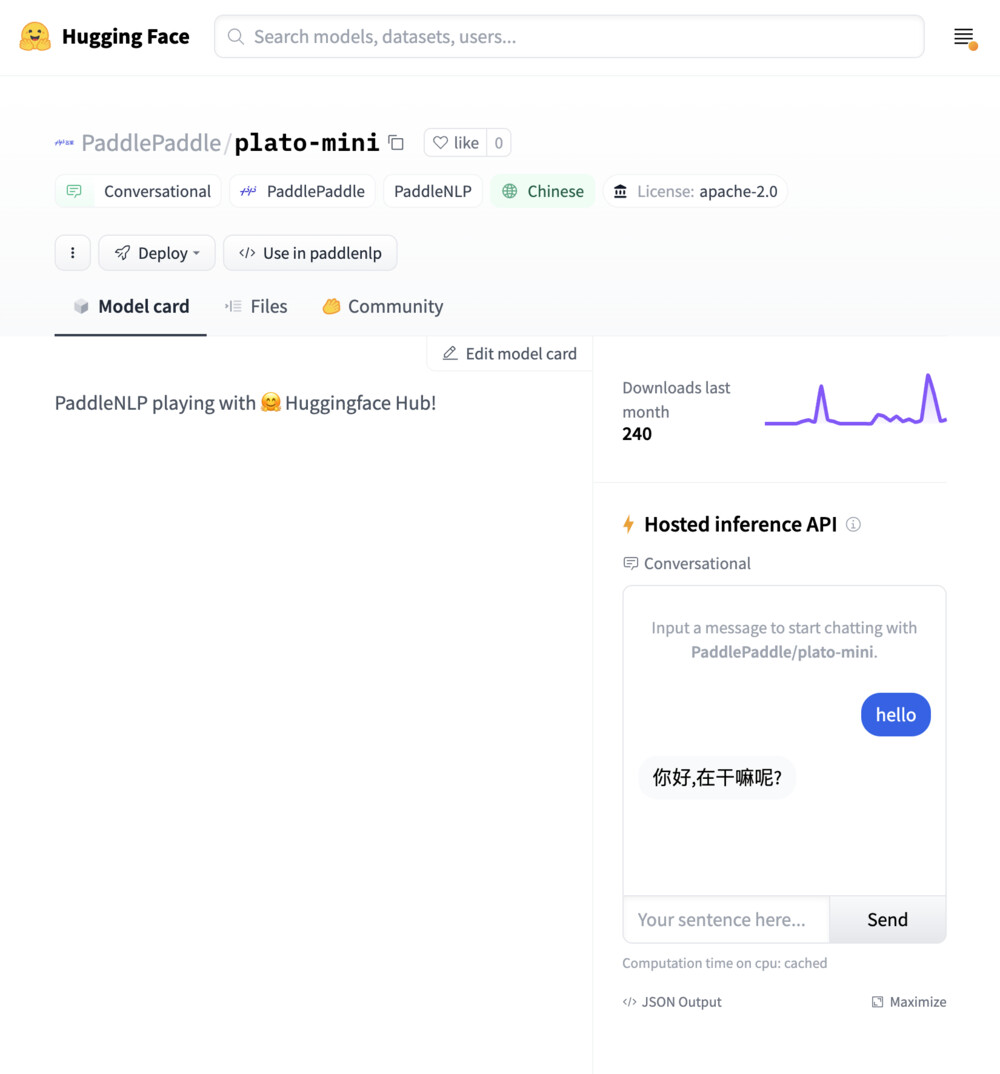 Hugging Face
Search models, datasets, users...
PaddlePaddle/plato-mini
like 0
Conversational PaddlePaddle PaddleNLP Chinese License: apache-2.0
Deploy Use in paddlenlp
Model card Files Community
Edit model card
PaddleNLP playing with 🤗 Huggingface Hub!
Downloads last
month
240
Hosted inference API
Conversational
Input a message to start chatting with
PaddlePaddle/plato-mini.
hello
你好,在干嘛呢?
Your sentence here... Send
Computation time on cpu: cached
</> JSON Output Maximize